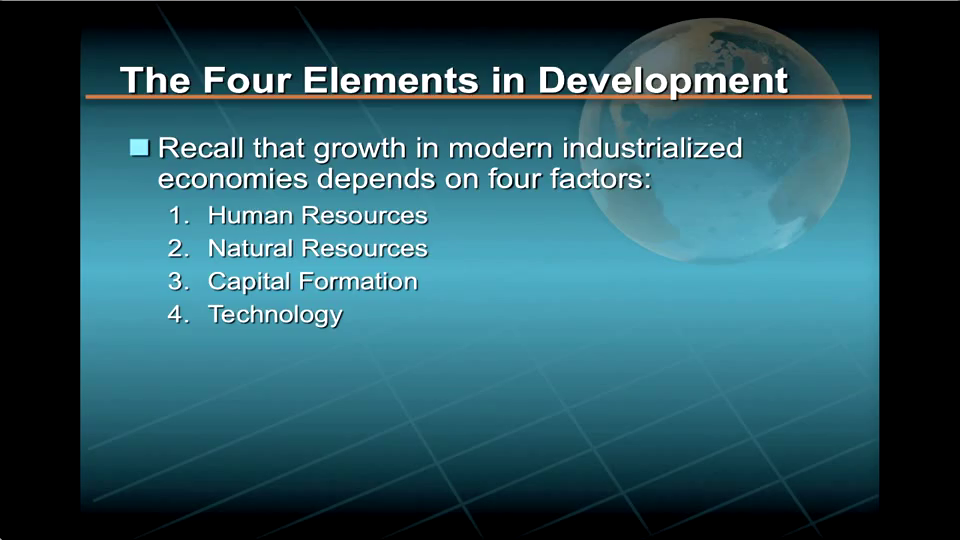 The Four Elements in Development
Recall that growth in modern industrialized
economies depends on four factors:
1. Human Resources
2. Natural Resources
3. Capital Formation
4. Technology